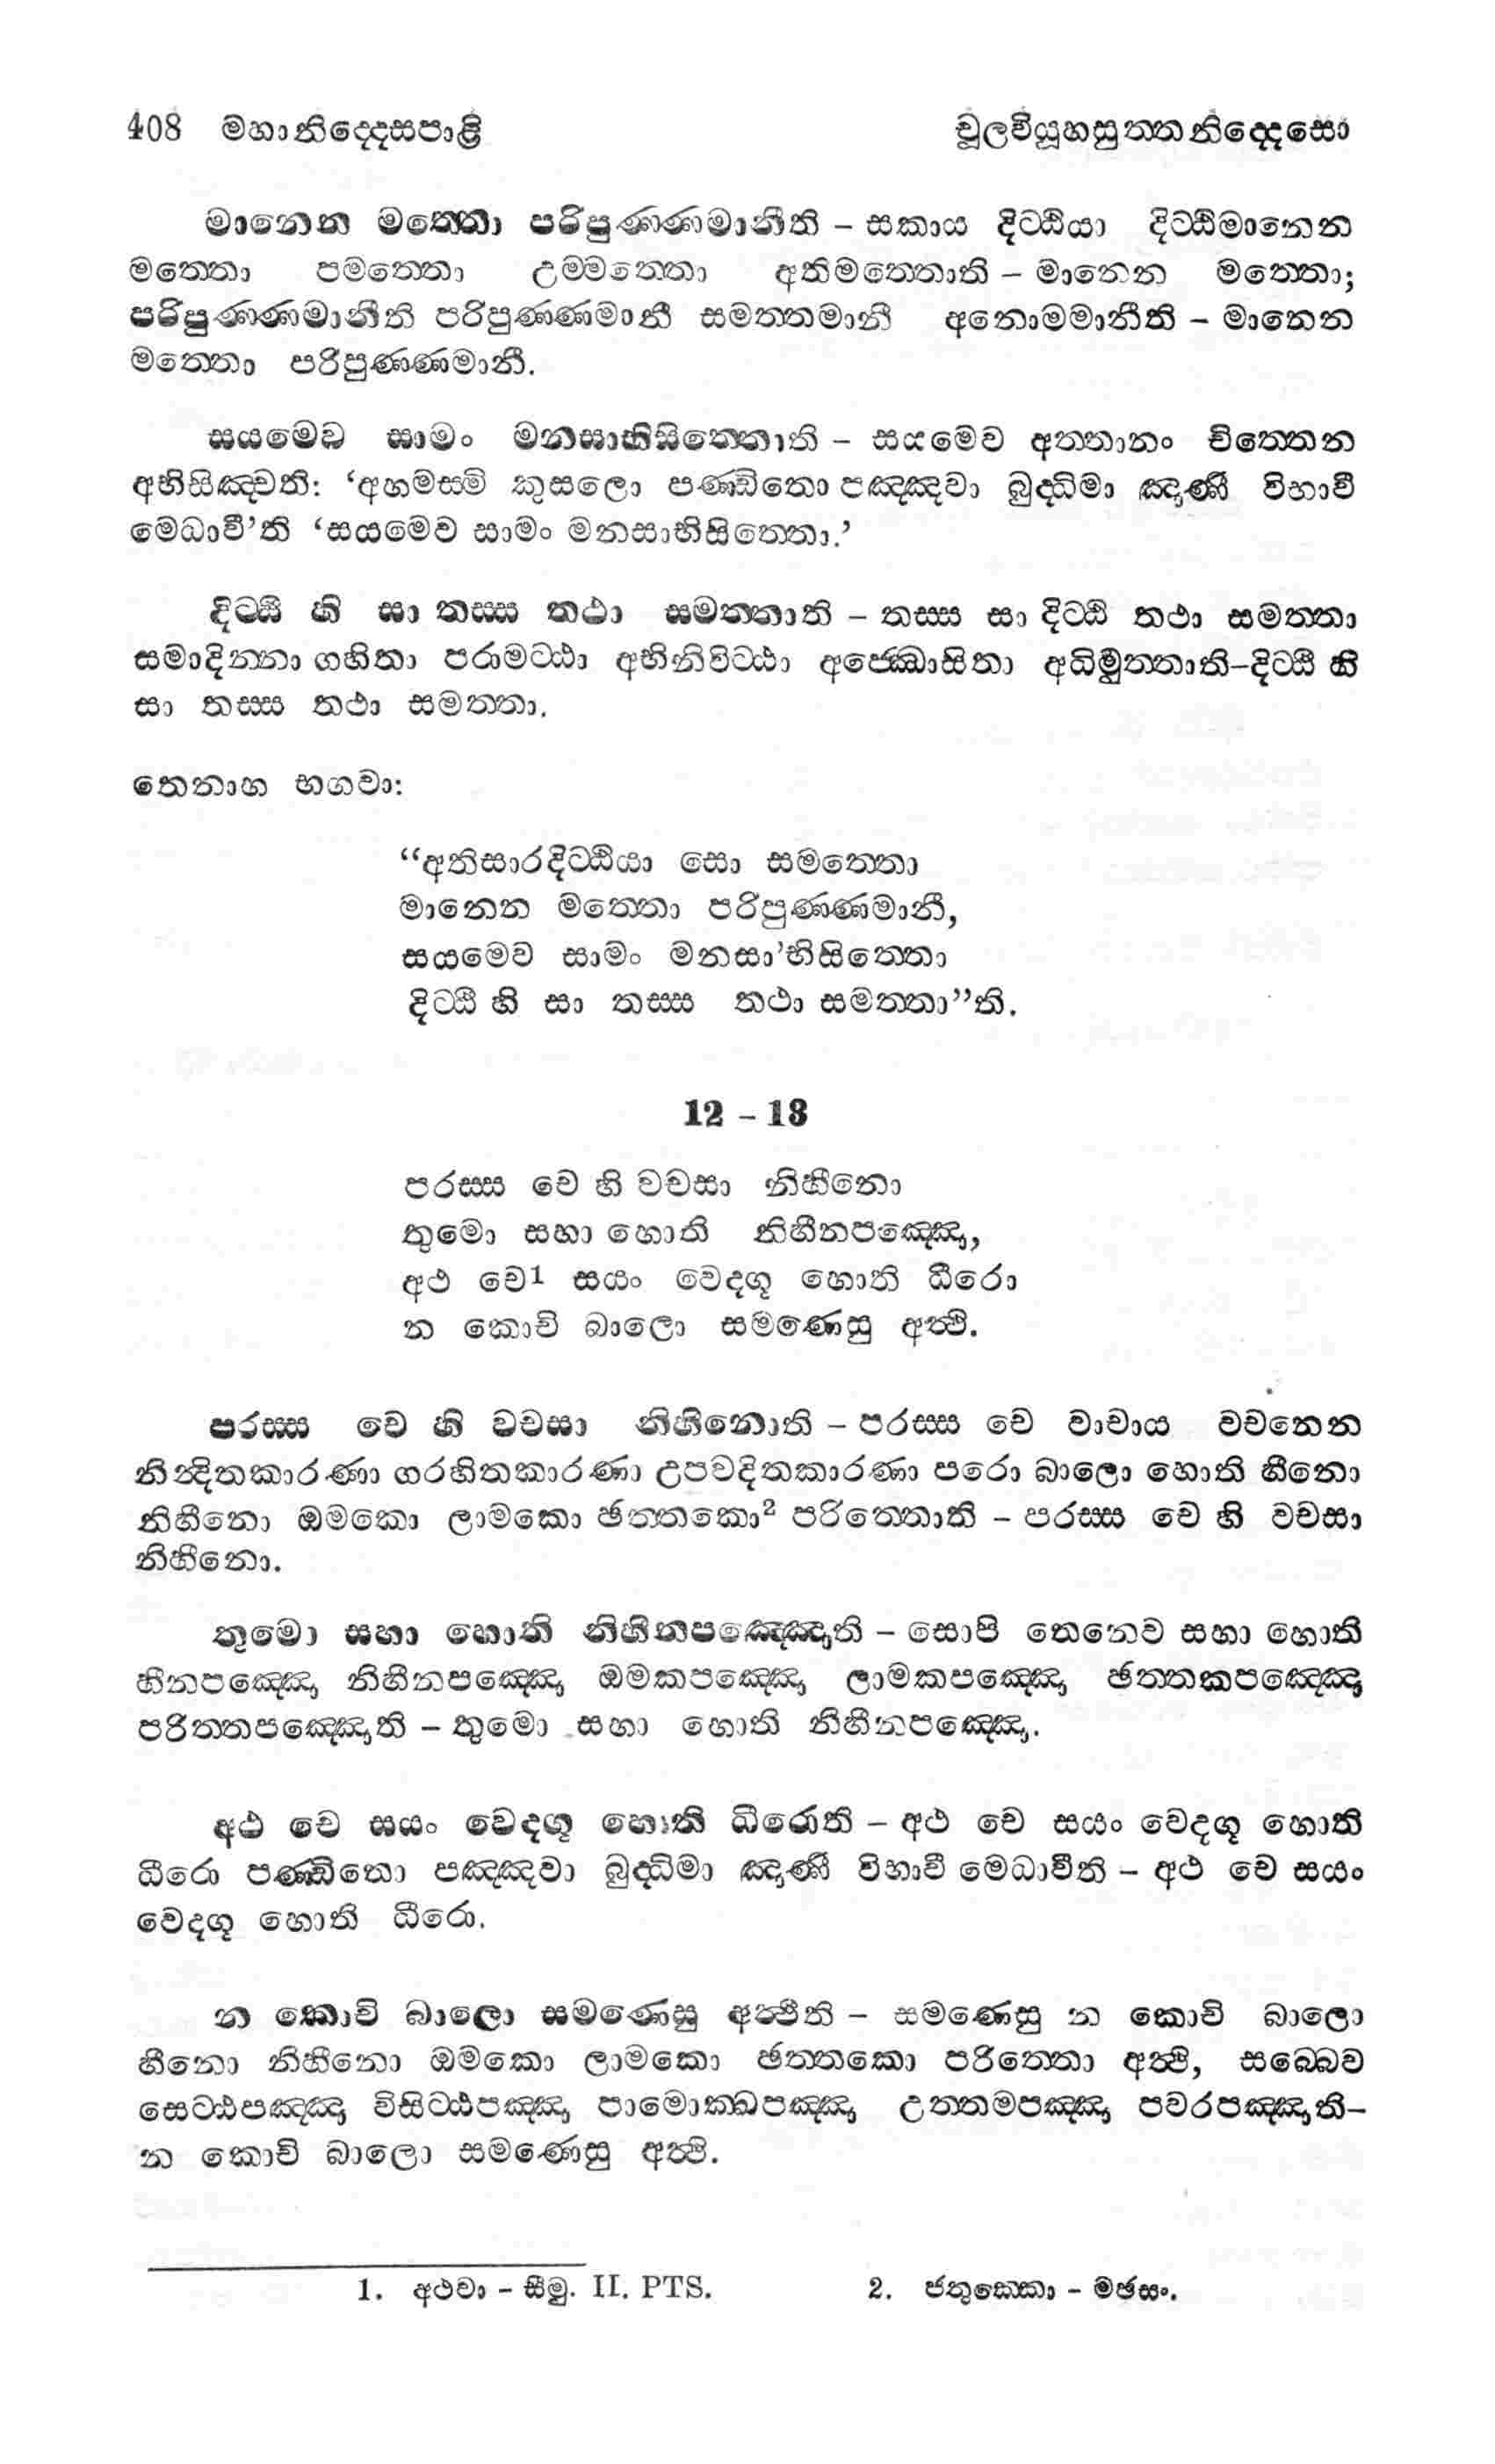 408 මහානිද්දෙසපාළි චූලවියූහසුත්තනිද්දෙසො
මානෙන මත්තො පරිපුණ්ණමානීති – සකාය දිට්ඨියා දිට්ඨිමානෙන
මත්තො පමත්තො උම්මත්තො අතිමත්තොති – මානෙන මත්තො;
පරිපුණ්ණමානීති පරිපුණ්ණමානී සමත්තමානී අනොමමානීති – මානෙන
මත්තො පරිපුණ්ණමානී.
සයමෙව සාමං මනසාභිසිත්තොති – සයමෙව අත්තානං චිත්තෙන
අභිසිඤ්චති: ‘අහමස්මි කුසලො පණ්ඩිතො පඤ්ඤවා බුද්ධිමා ඤාණී විභාවී
මෙධාවී’ති ‘සයමෙව සාමං මනසාභිසිත්තො.’
දිට්ඨී හි සා තස්ස තථා සමත්තාති – තස්ස සා දිට්ඨි තථා සමත්තා
සමාදින්නා ගහිතා පරාමට්ඨා අභිනිවිට්ඨා අජ්ඣොසිතා අධිමුත්තාති–දිට්ඨී හි
සා තස්ස තථා සමත්තා.
තෙනාහ භගවා:
“අතිසාරදිට්ඨියා සො සමත්තො
මානෙන මත්තො පරිපුණ්ණමානී,
සයමෙව සාමං මනසා’භිසිත්තො
දිට්ඨී හි සා තස්ස තථා සමත්තා”ති.
12 – 13
පරස්ස චෙ හි වචසා නිහීනො
තුමො සහා හොති නිහීනපඤ්ඤො,
අථ චෙ1 සයං වෙදගූ හොති ධීරො
න කොචි බාලො සමණෙසු අත්ථි.
පරස්ස චෙ හි වචසා නිහීනොති – පරස්ස චෙ වාචාය වචනෙන
නින්දිතකාරණා ගරහිතකාරණා උපවදිතකාරණා පරො බාලො හොති හීනො
නිහීනො ඔමකො ලාමකො ඡත්තකො2 පරිත්තොති – පරස්ස චෙ හි වචසා
නිහීනො.
තුමො සහා හොති නිහීනපඤ්ඤොති – සොපි තෙනෙව සහා හොති
හීනපඤ්ඤො නිහීනපඤ්ඤො ඔමකපඤ්ඤො ලාමකපඤ්ඤො ඡත්තකපඤ්ඤො
පරිත්තපඤ්ඤොති – තුමො සහා හොති නිහීනපඤ්ඤො.
අථ චෙ සයං වෙදගූ හොති ධීරොති – අථ චෙ සයං වෙදගූ හොති
ධීරො පණ්ඩිතො පඤ්ඤවා බුද්ධිමා ඤාණී විභාවී මෙධාවීති – අථ චෙ සයං
වෙදගූ හොති ධීරො.
න කොචි බාලො සමණෙසු අත්ථීති – සමණෙසු න කොචි බාලො
හීනො නිහීනො ඔමකො ලාමකො ඡත්තකො පරිත්තො අත්ථි, සබ්බෙව
සෙට්ඨපඤ්ඤා විසිට්ඨපඤ්ඤා පාමොක්ඛපඤ්ඤා උත්තමපඤ්ඤා පවරපඤ්ඤාති–
න කොචි බාලො සමණෙසු අත්ථි.
1. අථවා – සීමු. II. PTS. 2. ජතුක්කො – මඡසං.